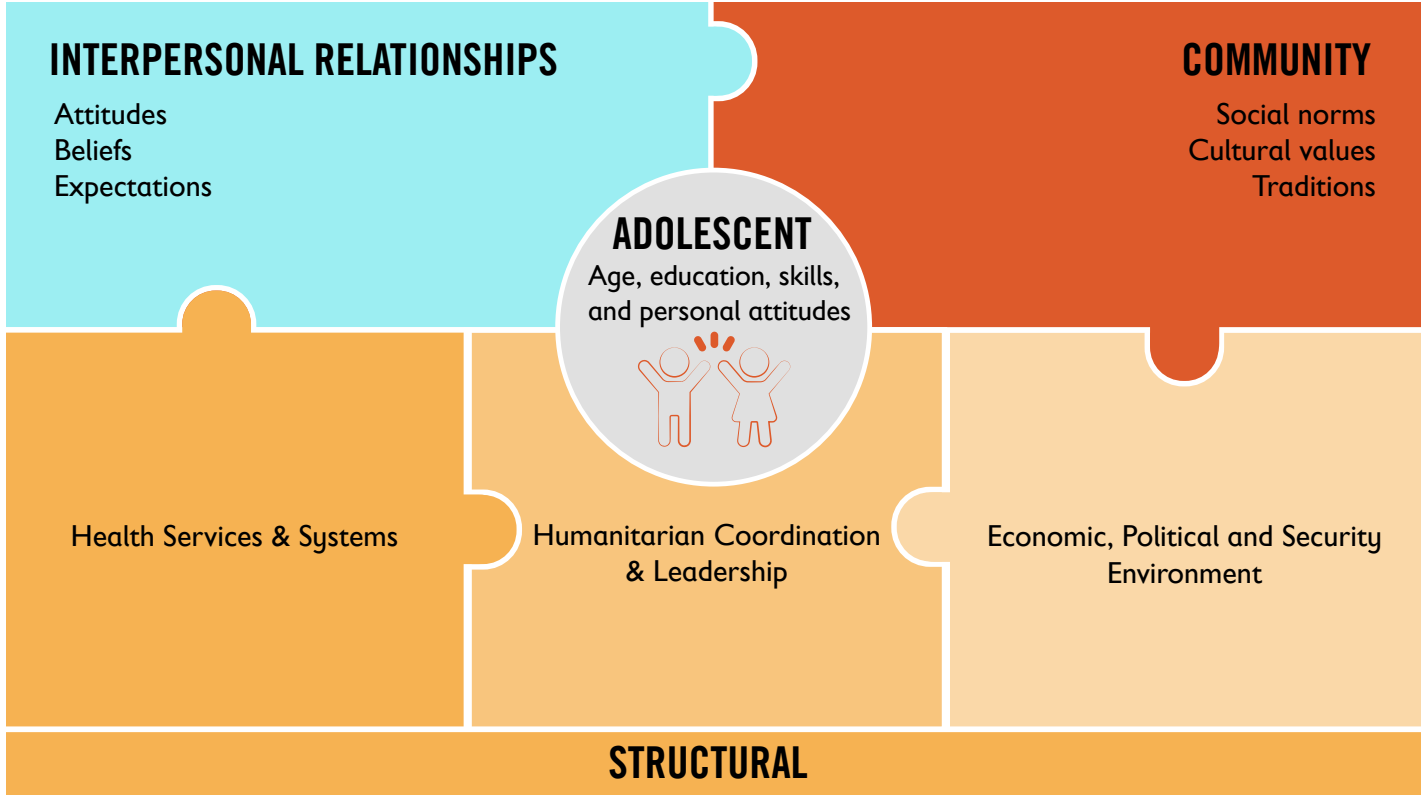 INTERPERSONAL RELATIONSHIPS
Attitudes
Beliefs
Expectations
COMMUNITY
Social norms
Cultural values
Traditions
ADOLESCENT
Age, education, skills,
and personal attitudes
Health Services & Systems
Humanitarian Coordination
& Leadership
Economic, Political and Security
Environment
STRUCTURAL